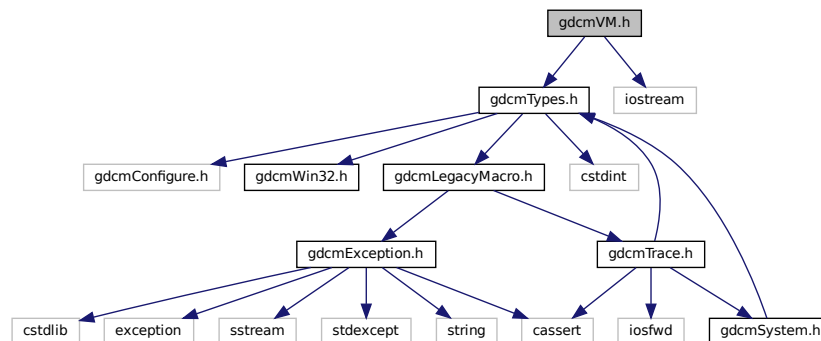 gdcmVM.h
gdcmTypes.h
iostream
gdcmConfigure.h
gdcmWin32.h
gdcmLegacyMacro.h
cstdint
gdcmException.h
gdcmTrace.h
cstdlib
exception
sstream
stdexcept
string
cassert
iosfwd
gdcmSystem.h